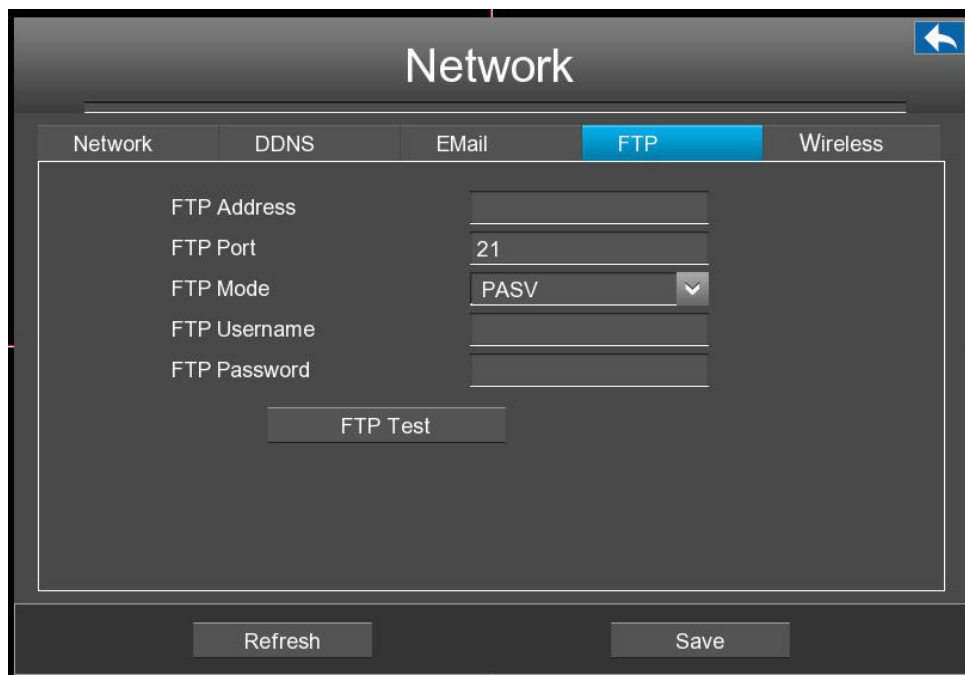 Network
Network DDNS EMail FTP Wireless
FTP Address
FTP Port 21
FTP Mode PASV
FTP Username
FTP Password
FTP Test
Refresh Save